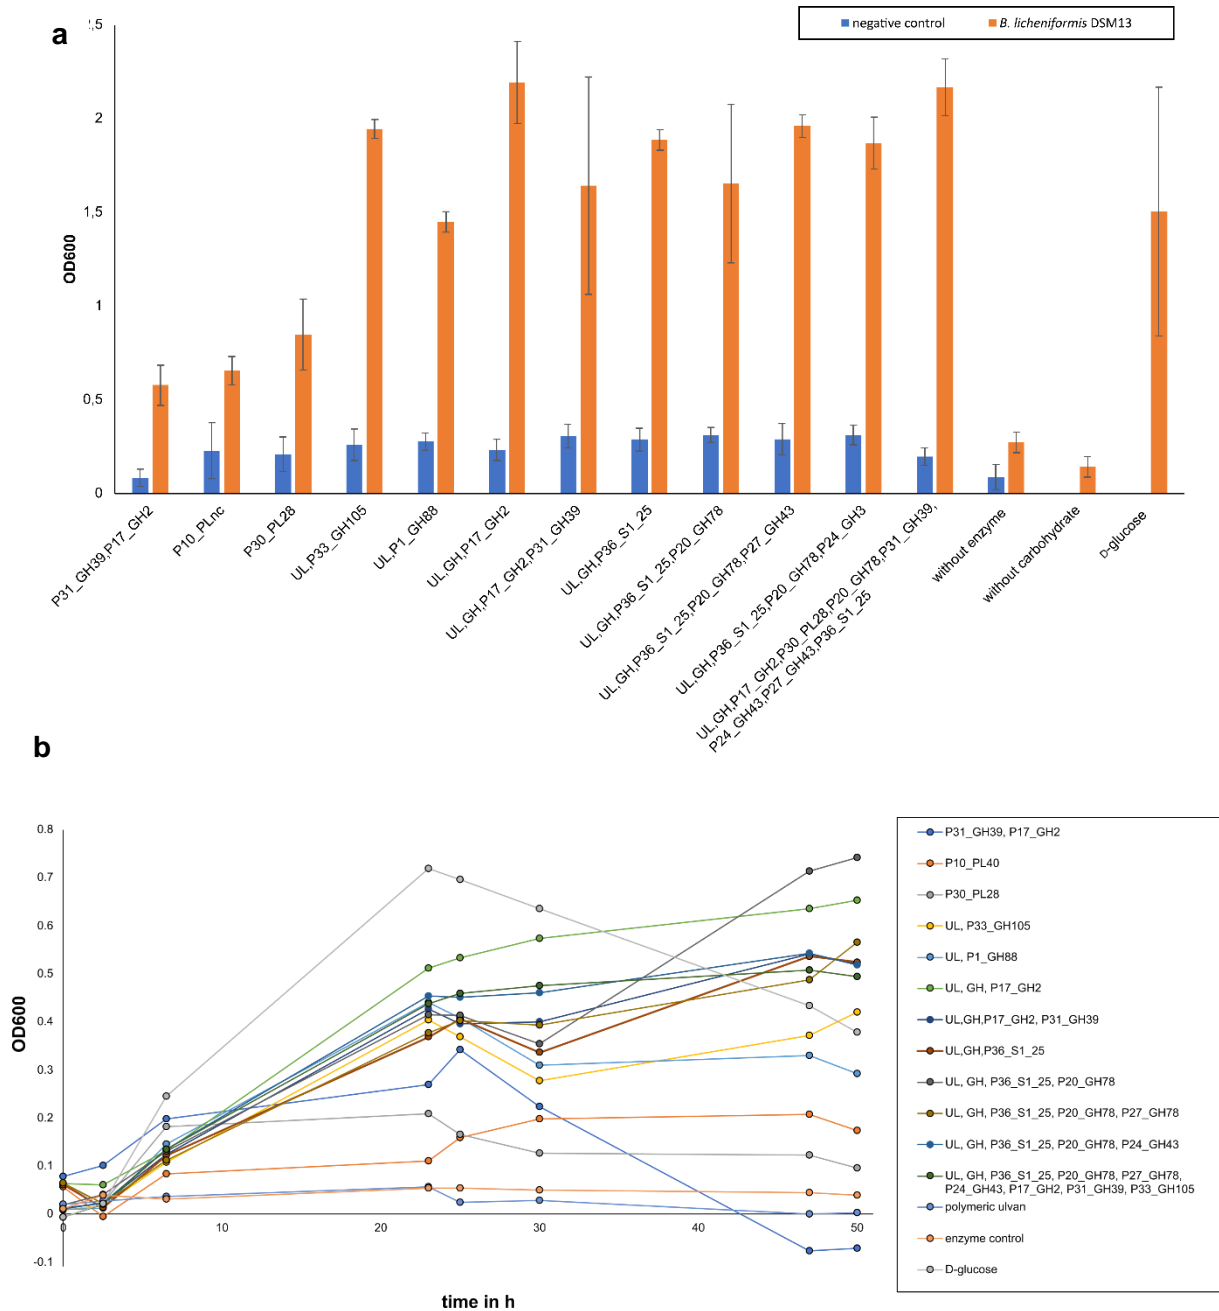 a
negative control
B. licheniformis DSM13
2,5
2
1,5
1
0,5
0
OD600
P31_GH39,P17_GH2
P10_PLnc
P30_PL28
UL,P33_GH105
UL,P1_GH88
UL,GH,P17_GH2
UL,GH,P17_GH2,P31_GH39
UL,GH,P36_S1_25
UL,GH,P36_S1_25,P20_GH78
UL,GH,P36_S1_25,P20_GH78,P27_GH43
UL,GH,P36_S1_25,P20_GH78,P24_GH3
UL,GH,P17_GH2,P30_PL28,P20_GH78,P31_GH39,
P24_GH43,P27_GH43,P36_S1_25
without enzyme
without carbohydrate
D-glucose
b
0.8
0.7
0.6
0.5
0.4
0.3
0.2
0.1
0
-0.1
OD600
0
10
20
30
40
50
time in h
P31_GH39, P17_GH2
P10_PL40
P30_PL28
UL, P33_GH105
UL, P1_GH88
UL, GH, P17_GH2
UL,GH,P17_GH2, P31_GH39
UL,GH,P36_S1_25
UL, GH, P36_S1_25, P20_GH78
UL, GH, P36_S1_25, P20_GH78, P27_GH78
UL, GH, P36_S1_25, P20_GH78, P24_GH43
UL, GH, P36_S1_25, P20_GH78, P27_GH78,
P24_GH43, P17_GH2, P31_GH39, P33_GH105
polymeric ulvan
enzyme control
D-glucose